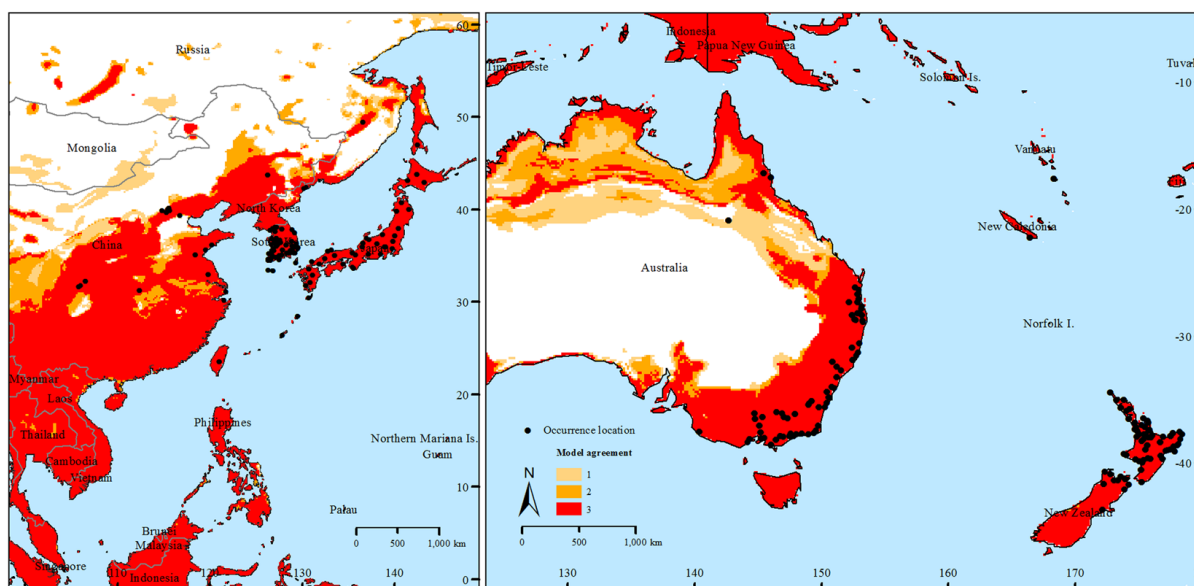 Russia
60
50
Mongolia
40
North Korea
South Korea
Japan
China
30
Myanmar
Laos
20
Thailand
Philippines
Cambodia
Vietnam
Northern Mariana Is.
Guam
10
Palau
Brunei
Malaysia
Singapore
Indonesia
0 500 1,000 km
110 120 130 140
0
Indonesia
Papua New Guinea
Timor-Leste
Solomon Is.
-10
Vanuatu
-20
New Caledonia
Australia
Norfolk I.
-30
Occurrence location
Model agreement
1
2
3
N
0 500 1,000 km
-40
New Zealand
130 140 150 160 170